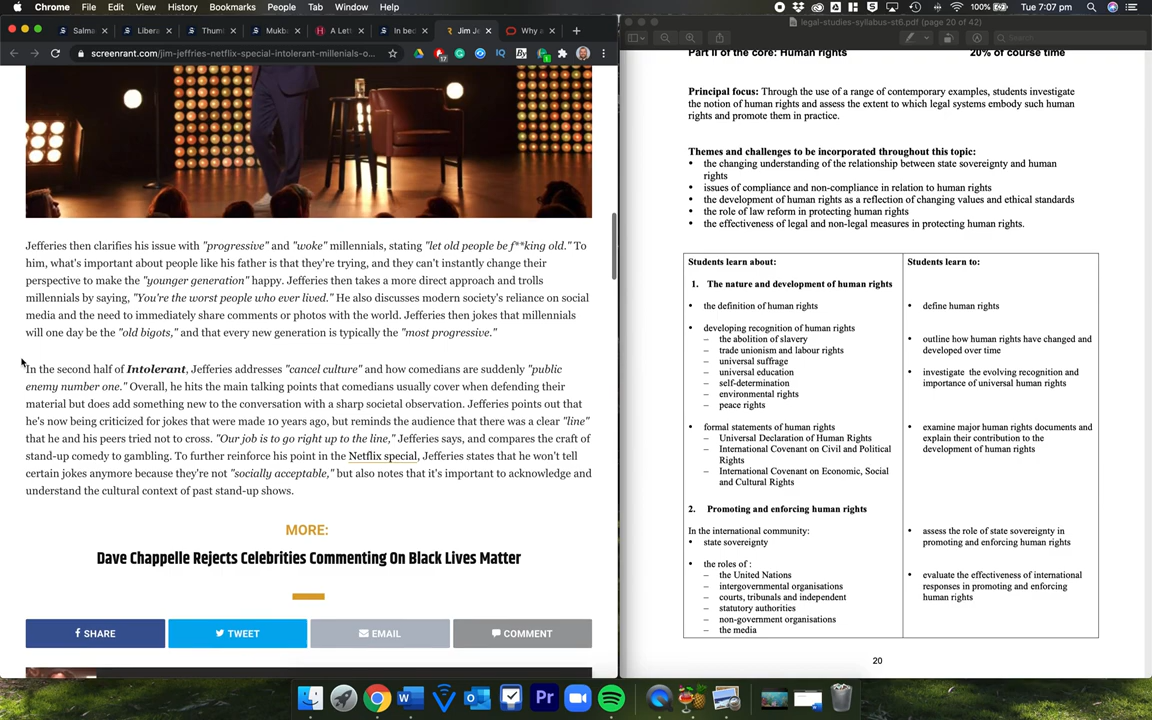 Chrome File Edit View History Bookmarks People Tab Window Help
100% Tue 7:07 pm
Salma
Libera
Thumb
Mukba
A Lett
In bed
Jim Je
Why a
screenrant.com/jim-jeffries-netflix-special-intolerant-millenials-o...
17
legal-studies-syllabus-st6.pdf (page 20 of 42)
Search
Jefferies then clarifies his issue with "progressive" and "woke" millennials, stating "let old people be f**king old." To
him, what's important about people like his father is that they're trying, and they can't instantly change their
perspective to make the "younger generation" happy. Jefferies then takes a more direct approach and trolls
millennials by saying, "You're the worst people who ever lived." He also discusses modern society's reliance on social
media and the need to immediately share comments or photos with the world. Jefferies then jokes that millennials
will one day be the "old bigots," and that every new generation is typically the "most progressive."
In the second half of Intolerant, Jefferies addresses "cancel culture" and how comedians are suddenly "public
enemy number one." Overall, he hits the main talking points that comedians usually cover when defending their
material but does add something new to the conversation with a sharp societal observation. Jefferies points out that
he's now being criticized for jokes that were made 10 years ago, but reminds the audience that there was a clear "line"
that he and his peers tried not to cross. "Our job is to go right up to the line," Jefferies says, and compares the craft of
stand-up comedy to gambling. To further reinforce his point in the Netflix special, Jefferies states that he won't tell
certain jokes anymore because they're not "socially acceptable," but also notes that it's important to acknowledge and
understand the cultural context of past stand-up shows.
MORE:
Dave Chappelle Rejects Celebrities Commenting On Black Lives Matter
SHARE TWEET EMAIL COMMENT
Part II of the core: Human rights 20% of course time
Principal focus: Through the use of a range of contemporary examples, students investigate
the notion of human rights and assess the extent to which legal systems embody such human
rights and promote them in practice.
Themes and challenges to be incorporated throughout this topic:
• the changing understanding of the relationship between state sovereignty and human
rights
• issues of compliance and non-compliance in relation to human rights
• the development of human rights as a reflection of changing values and ethical standards
• the role of law reform in protecting human rights
• the effectiveness of legal and non-legal measures in protecting human rights.
Students learn about:
1. The nature and development of human rights
• the definition of human rights
• developing recognition of human rights
– the abolition of slavery
– trade unionism and labour rights
– universal suffrage
– universal education
– self-determination
– environmental rights
– peace rights
• formal statements of human rights
– Universal Declaration of Human Rights
– International Covenant on Civil and Political
Rights
– International Covenant on Economic, Social
and Cultural Rights
2. Promoting and enforcing human rights
In the international community:
• state sovereignty
• the roles of :
– the United Nations
– intergovernmental organisations
– courts, tribunals and independent
– statutory authorities
– non-government organisations
– the media
Students learn to:
• define human rights
• outline how human rights have changed and
developed over time
• investigate the evolving recognition and
importance of universal human rights
• examine major human rights documents and
explain their contribution to the
development of human rights
• assess the role of state sovereignty in
promoting and enforcing human rights
• evaluate the effectiveness of international
responses in promoting and enforcing
human rights
20